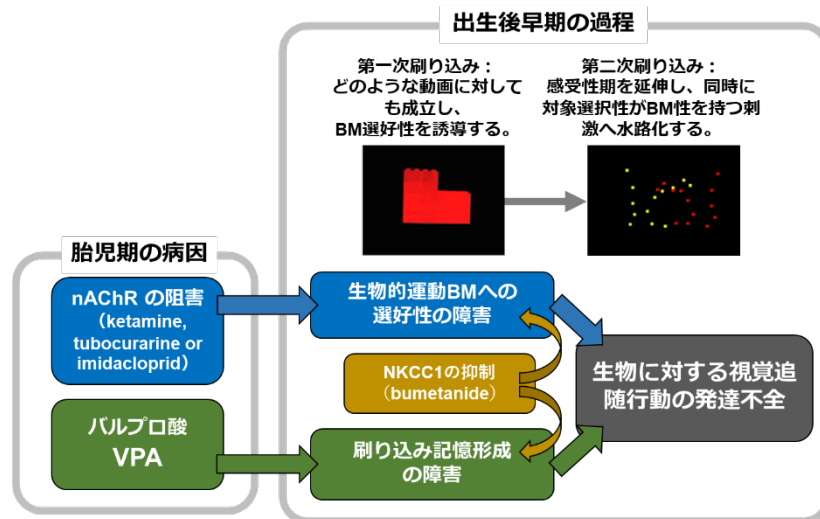 出生後早期の過程
第一次刷り込み：
どのような動画に対して
も成立し、
BM選好性を誘導する。
第二次刷り込み：
感受性期を延伸し、同時に
対象選択性がBM性を持つ刺
激へ水路化する。
胎児期の病因
nAChR の阻害
（ketamine,
tubocurarine or
imidacloprid）
生物的運動BMへの
選好性の障害
NKCC1の抑制
（bumetanide）
生物に対する視覚追
随行動の発達不全
バルプロ酸
VPA
刷り込み記憶形成
の障害